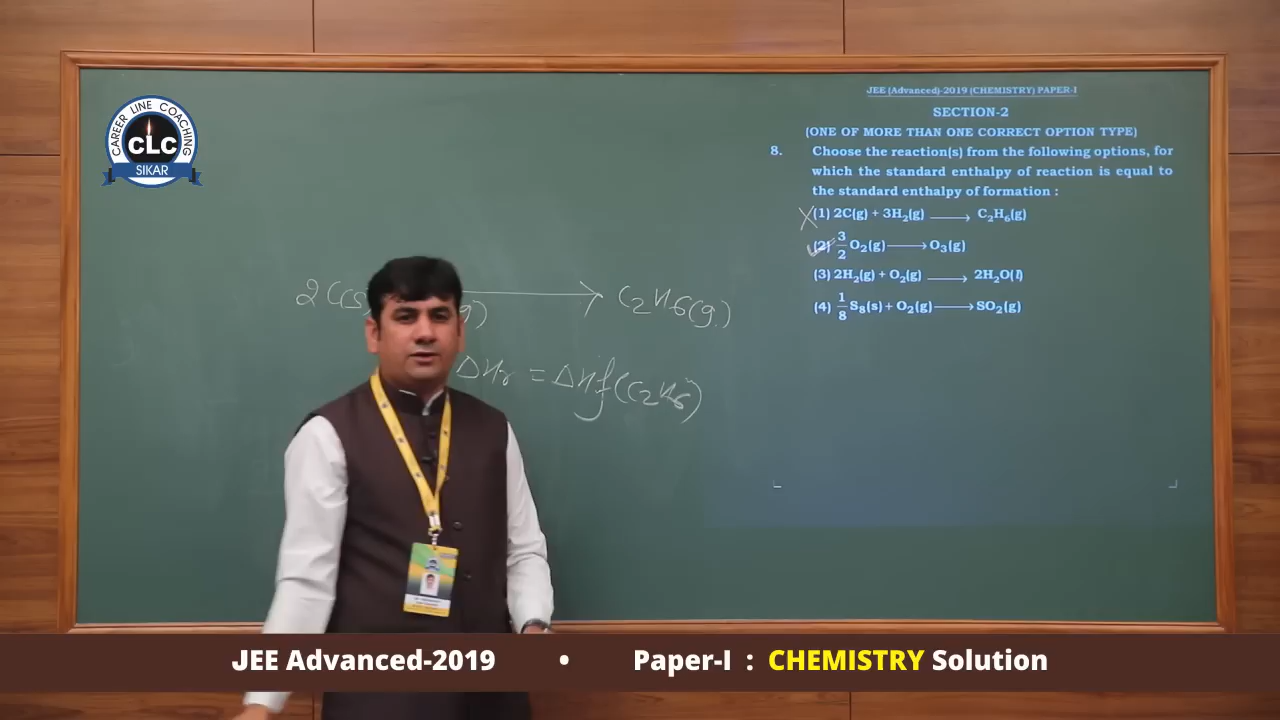 CAREER LINE COACHING
CLC
SIKAR
JEE (Advanced)-2019 (CHEMISTRY) PAPER-I
SECTION-2
(ONE OF MORE THAN ONE CORRECT OPTION TYPE)
8. Choose the reaction(s) from the following options, for
which the standard enthalpy of reaction is equal to
the standard enthalpy of formation :
(1) 2C(g) + 3H₂(g) ⟶ C₂H₆(g)
(2) 3/2 O₂(g) ⟶ O₃(g)
(3) 2H₂(g) + O₂(g) ⟶ 2H₂O(l)
(4) 1/8 S₈(s) + O₂(g) ⟶ SO₂(g)
2C(s) g) ⟶ C₂H₆(g)
ΔHr = ΔHf(C₂H₆)
JEE Advanced-2019 • Paper-I : CHEMISTRY Solution